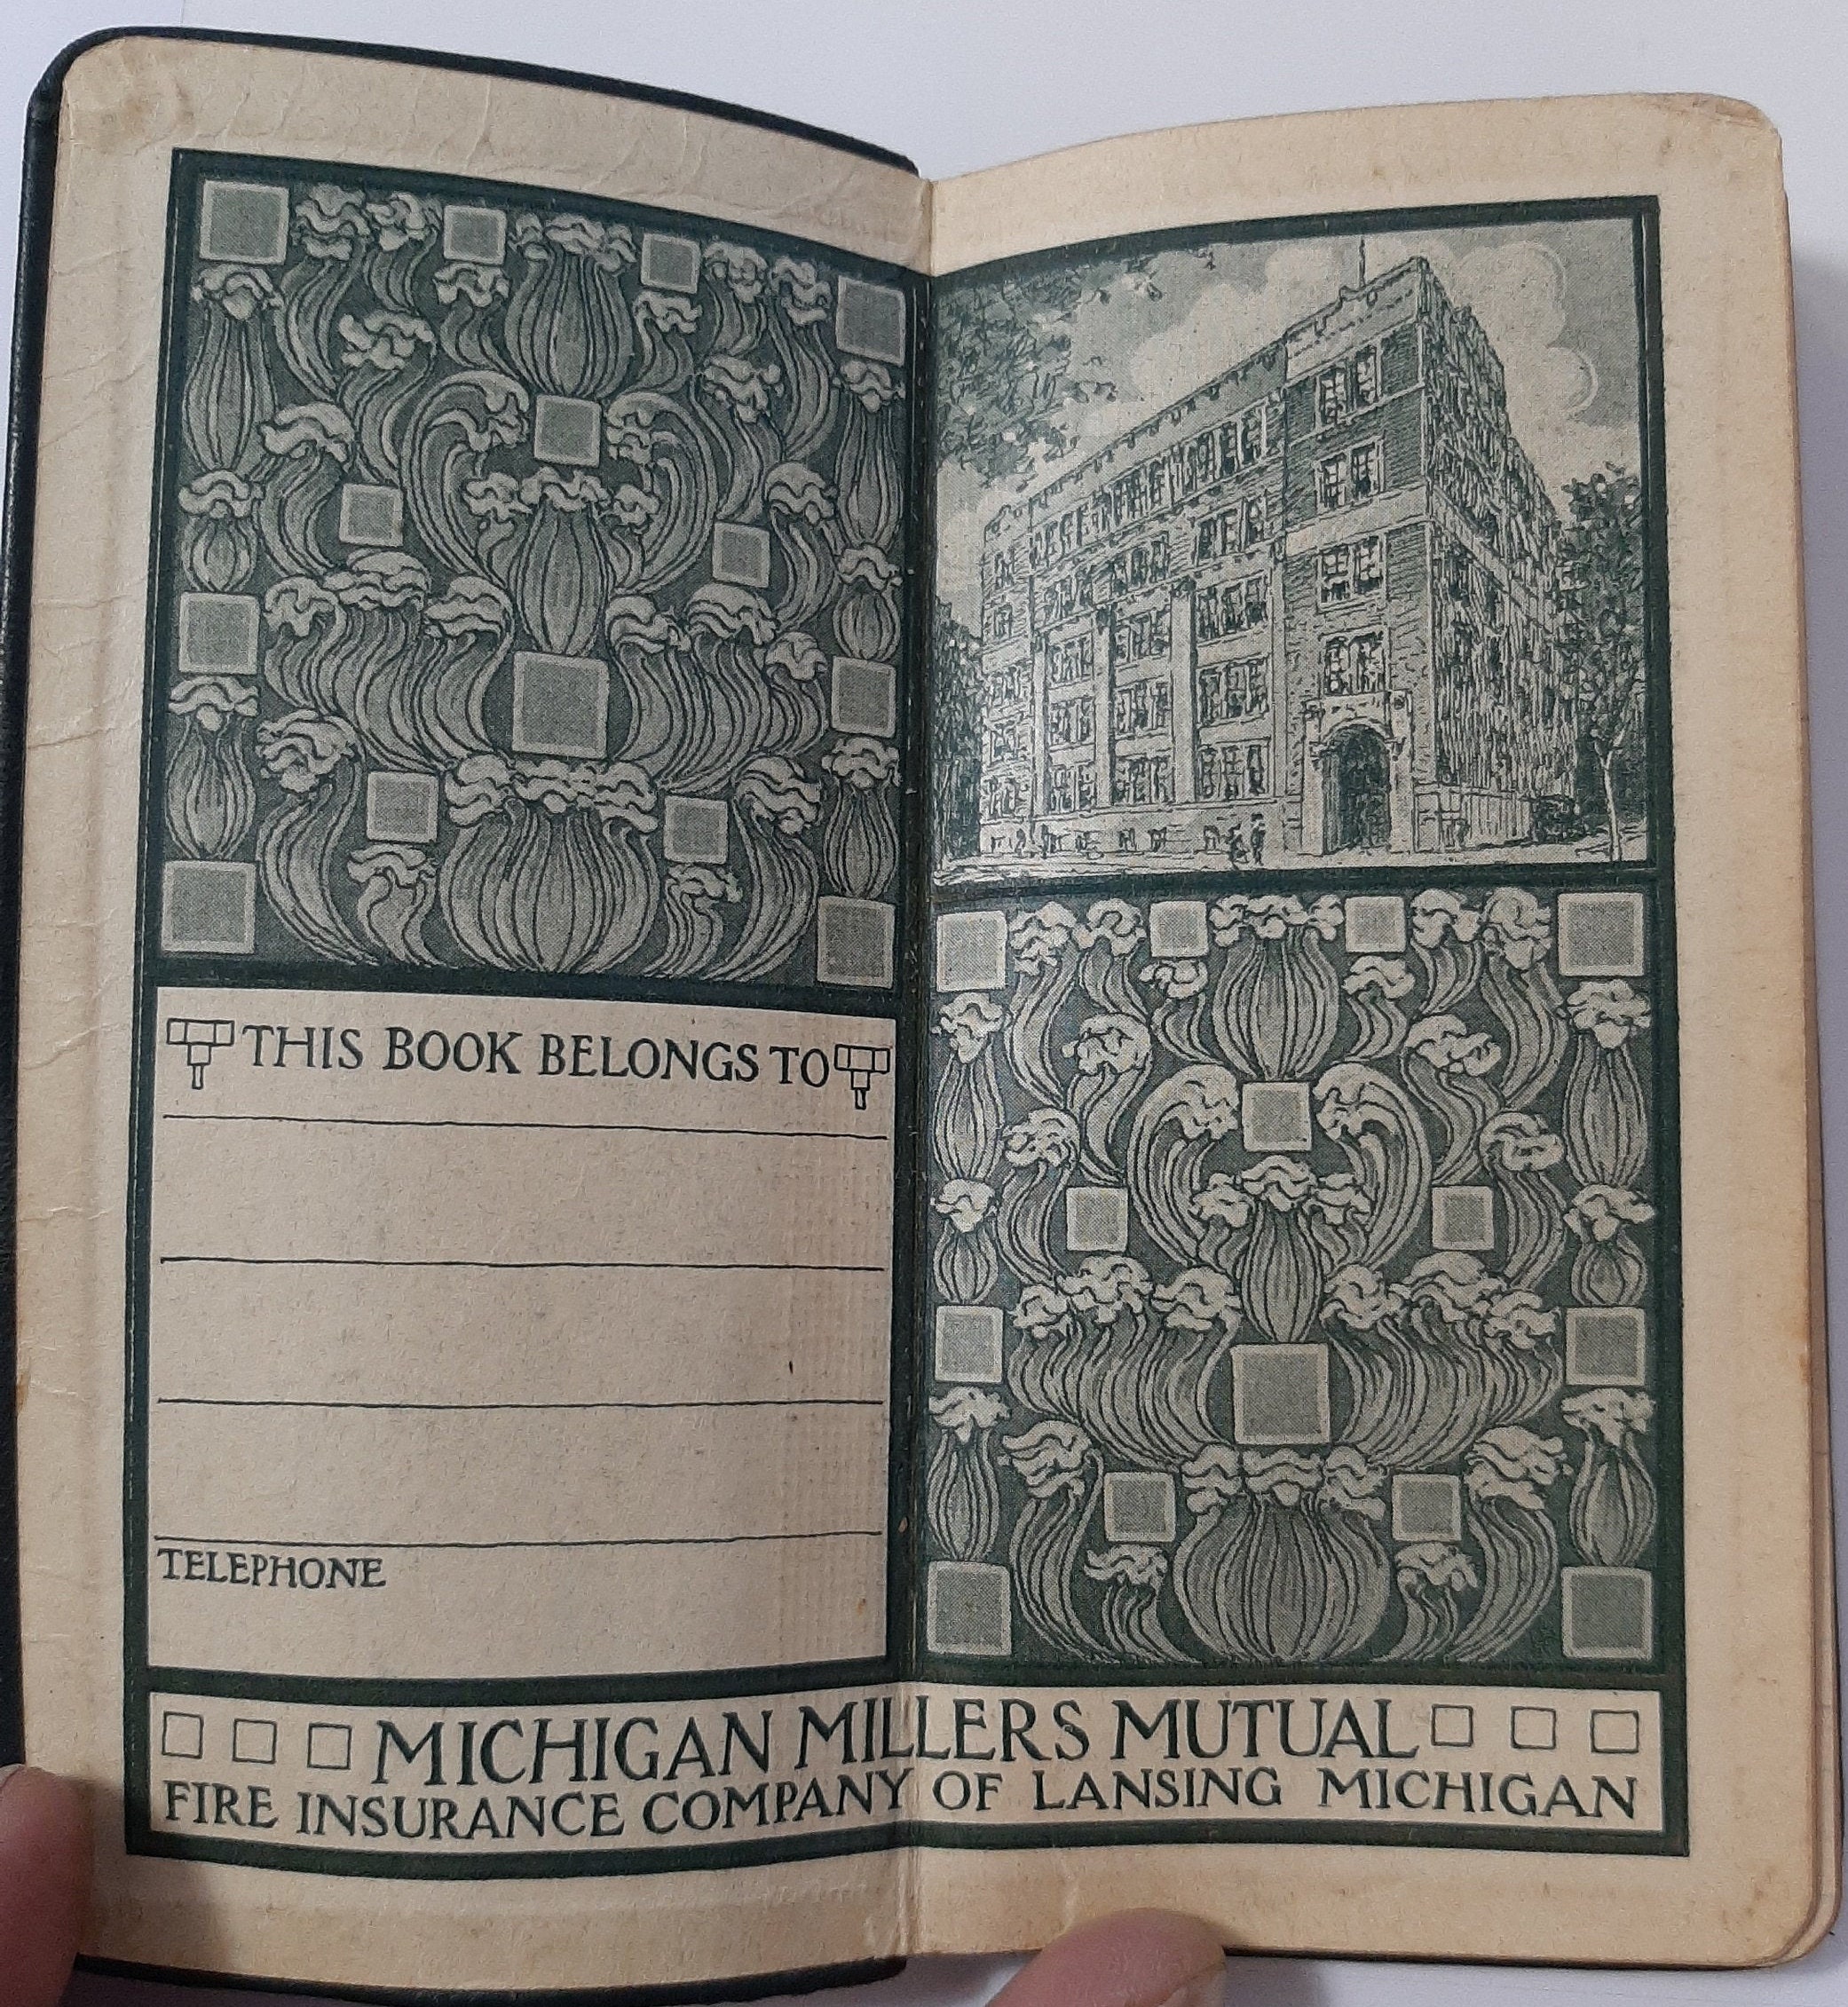 THIS BOOK BELONGS TO
TELEPHONE
MICHIGAN MILLERS MUTUAL
FIRE INSURANCE COMPANY OF LANSING MICHIGAN